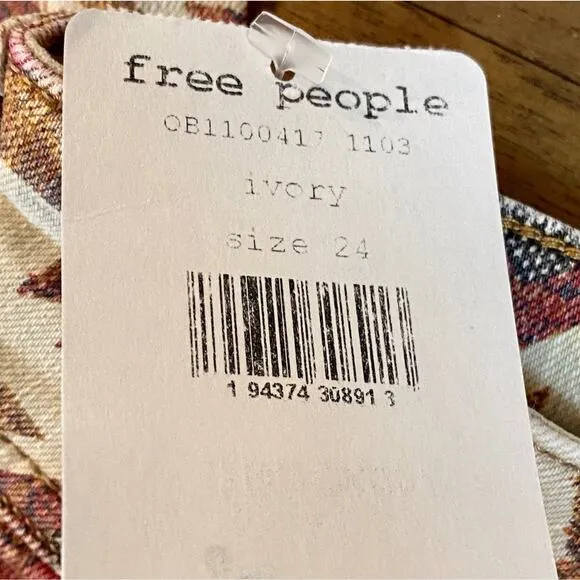 free people
OB1100417 1103
ivory
size 24
1 94374 30891 3